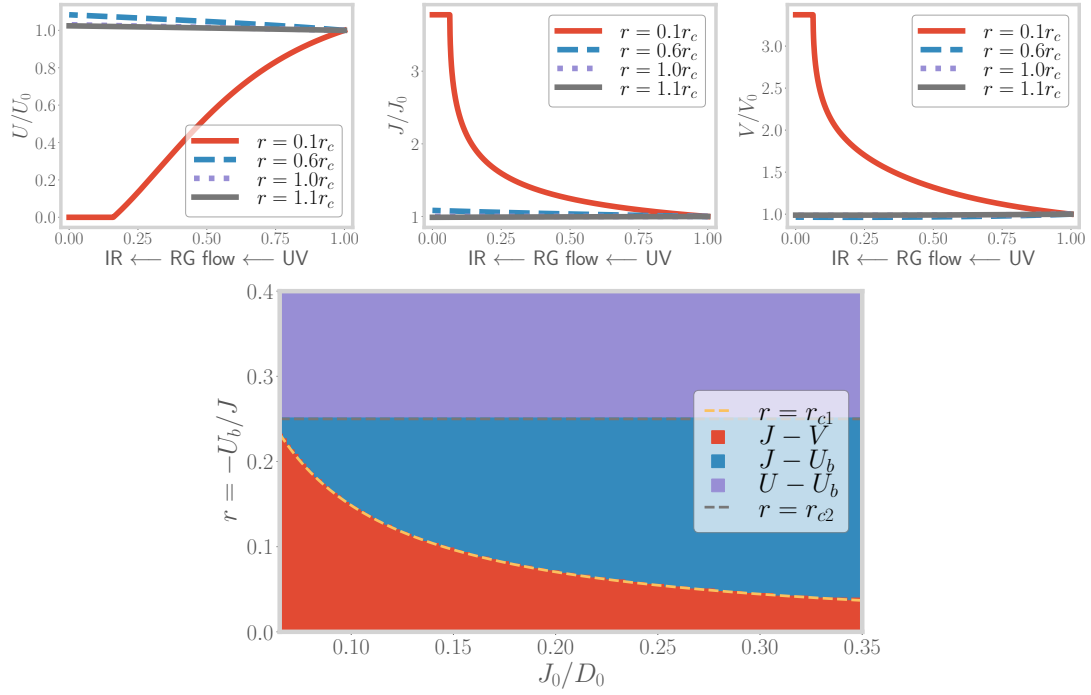 U/U_0
1.0
0.8
0.6
0.4
0.2
0.0
r = 0.1r_c
r = 0.6r_c
r = 1.0r_c
r = 1.1r_c
0.00 0.25 0.50 0.75 1.00
IR ⟵ RG flow ⟵ UV
J/J_0
3
2
1
r = 0.1r_c
r = 0.6r_c
r = 1.0r_c
r = 1.1r_c
0.00 0.25 0.50 0.75 1.00
IR ⟵ RG flow ⟵ UV
V/V_0
3.0
2.5
2.0
1.5
1.0
r = 0.1r_c
r = 0.6r_c
r = 1.0r_c
r = 1.1r_c
0.00 0.25 0.50 0.75 1.00
IR ⟵ RG flow ⟵ UV
r = −U_b/J
0.4
0.3
0.2
0.1
0.0
r = r_{c1}
J − V
J − U_b
U − U_b
r = r_{c2}
0.10 0.15 0.20 0.25 0.30 0.35
J_0/D_0